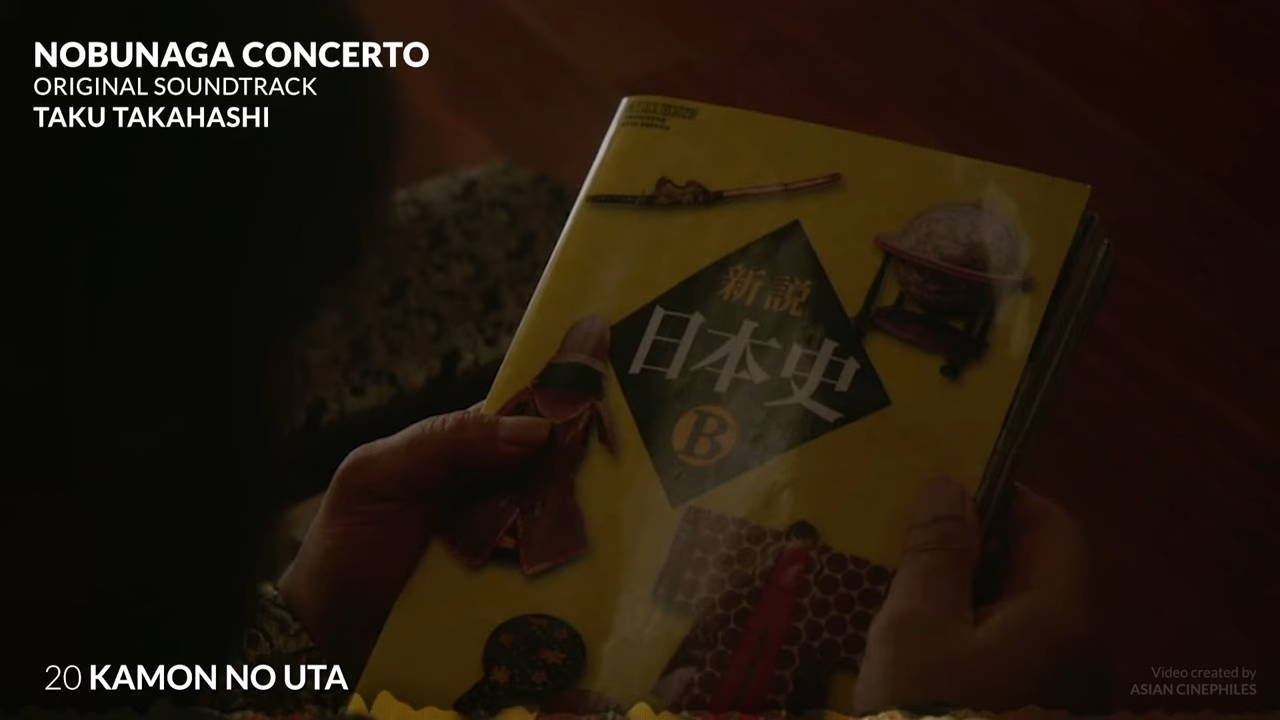 NOBUNAGA CONCERTO
ORIGINAL SOUNDTRACK
TAKU TAKAHASHI
新説
日本史
B
20 KAMON NO UTA
Video created by
ASIAN CINEPHILES